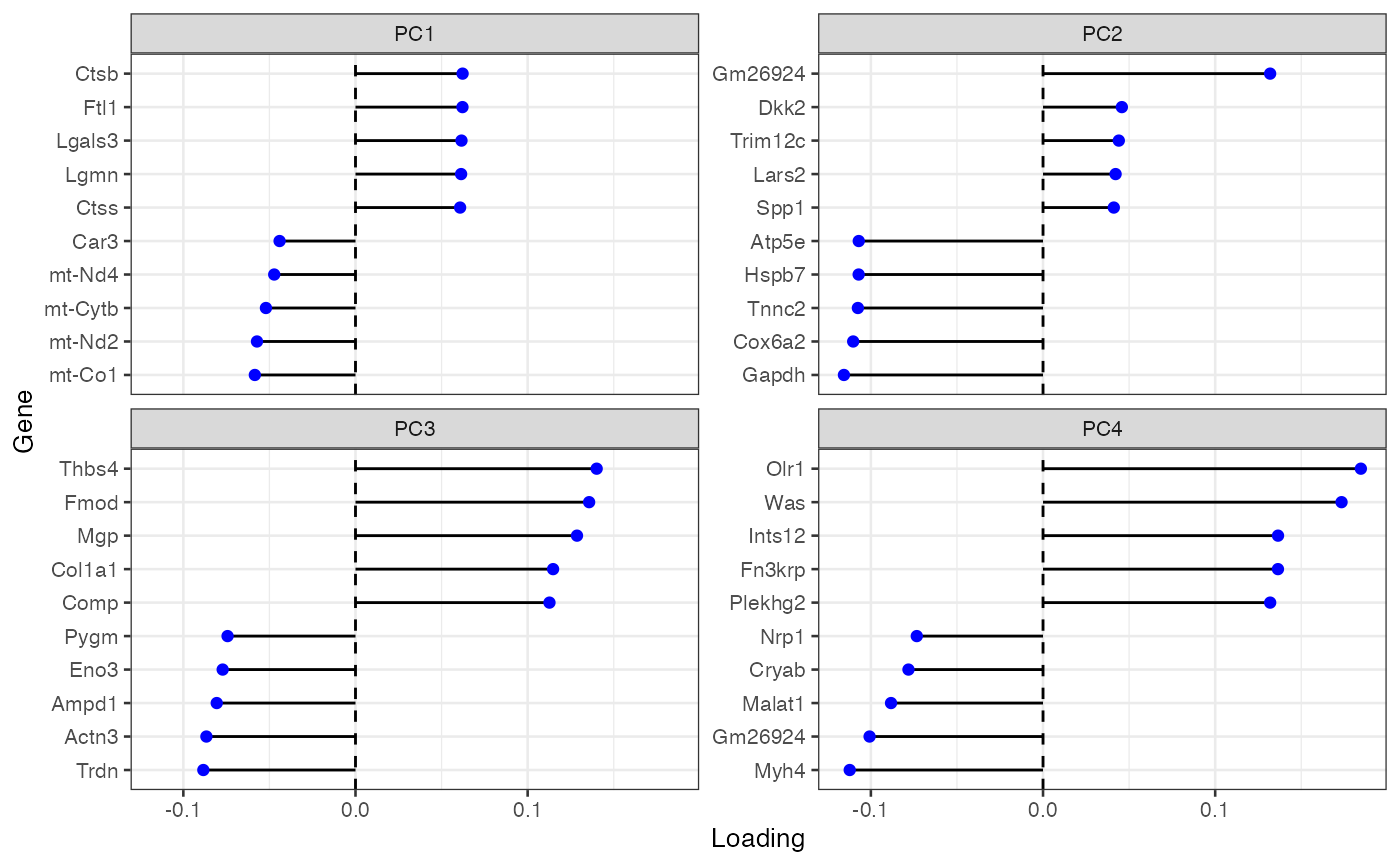 PC1
Ctsb
Ftl1
Lgals3
Lgmn
Ctss
Car3
mt-Nd4
mt-Cytb
mt-Nd2
mt-Co1
PC2
Gm26924
Dkk2
Trim12c
Lars2
Spp1
Atp5e
Hspb7
Tnnc2
Cox6a2
Gapdh
Gene
PC3
Thbs4
Fmod
Mgp
Col1a1
Comp
Pygm
Eno3
Ampd1
Actn3
Trdn
-0.1 0.0 0.1
PC4
Olr1
Was
Ints12
Fn3krp
Plekhg2
Nrp1
Cryab
Malat1
Gm26924
Myh4
-0.1 0.0 0.1
Loading